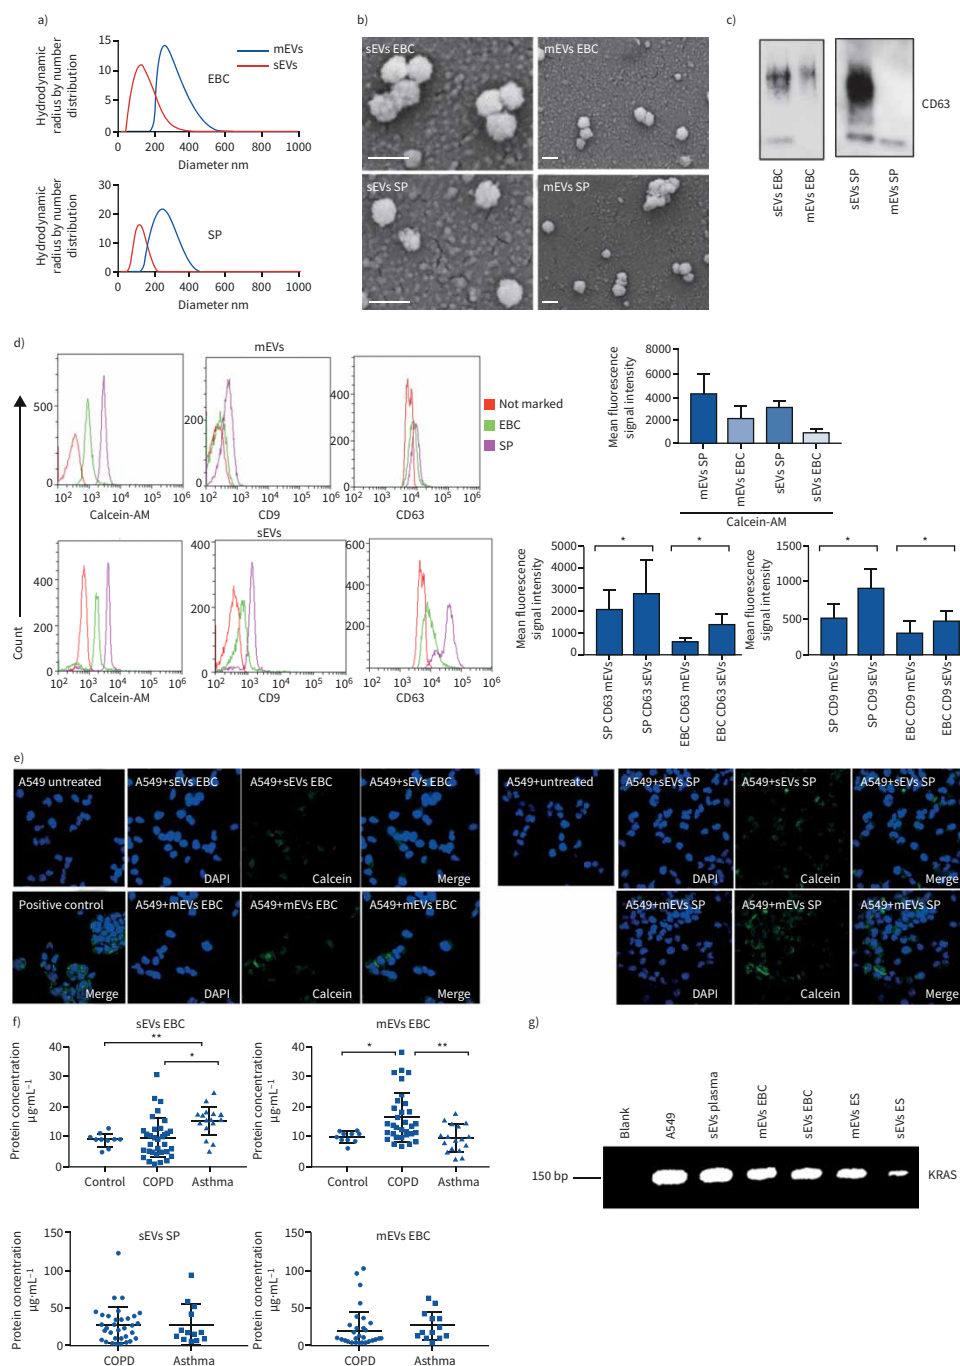 a)
Hydrodynamic
radius by number
distribution
15
10
5
0
mEVs
sEVs
EBC
0 200 400 600 800 1000
Diameter nm
Hydrodynamic
radius by number
distribution
30
20
10
0
SP
0 200 400 600 800 1000
Diameter nm
b)
sEVs EBC
mEVs EBC
sEVs SP
mEVs SP
c)
CD63
sEVs EBC
mEVs EBC
sEVs SP
mEVs SP
d)
Count
mEVs
500
0
10² 10³ 10⁴ 10⁵ 10⁶
Calcein-AM
200
0
10² 10³ 10⁴ 10⁵ 10⁶
CD9
400
200
0
10² 10³ 10⁴ 10⁵ 10⁶
CD63
Not marked
EBC
SP
sEVs
400
200
0
10² 10³ 10⁴ 10⁵ 10⁶
Calcein-AM
400
200
0
10² 10³ 10⁴ 10⁵ 10⁶
CD9
600
400
200
0
10² 10³ 10⁴ 10⁵ 10⁶
CD63
Mean fluorescence
signal intensity
8000
6000
4000
2000
0
mEVs SP
mEVs EBC
sEVs SP
sEVs EBC
Calcein-AM
Mean fluorescence
signal intensity
5000
4000
3000
2000
1000
0
*
*
SP CD63 mEVs
SP CD63 sEVs
EBC CD63 mEVs
EBC CD63 sEVs
Mean fluorescence
signal intensity
1500
1000
500
0
*
*
SP CD9 mEVs
SP CD9 sEVs
EBC CD9 mEVs
EBC CD9 sEVs
e)
A549 untreated
A549+sEVs EBC
DAPI
A549+sEVs EBC
Calcein
A549+sEVs EBC
Merge
A549+untreated
A549+sEVs SP
DAPI
A549+sEVs SP
Calcein
A549+sEVs SP
Merge
Positive control
Merge
A549+mEVs EBC
DAPI
A549+mEVs EBC
Calcein
A549+mEVs EBC
Merge
A549+mEVs SP
DAPI
A549+mEVs SP
Calcein
A549+mEVs SP
Merge
f)
sEVs EBC
Protein concentration
µg·mL⁻¹
40
30
20
10
0
**
*
Control COPD Asthma
mEVs EBC
Protein concentration
µg·mL⁻¹
40
30
20
10
0
*
**
Control COPD Asthma
sEVs SP
Protein concentration
µg·mL⁻¹
150
100
50
0
COPD Asthma
mEVs EBC
Protein concentration
µg·mL⁻¹
150
100
50
0
COPD Asthma
g)
Blank
A549
sEVs plasma
mEVs EBC
sEVs EBC
mEVs ES
sEVs ES
150 bp
KRAS